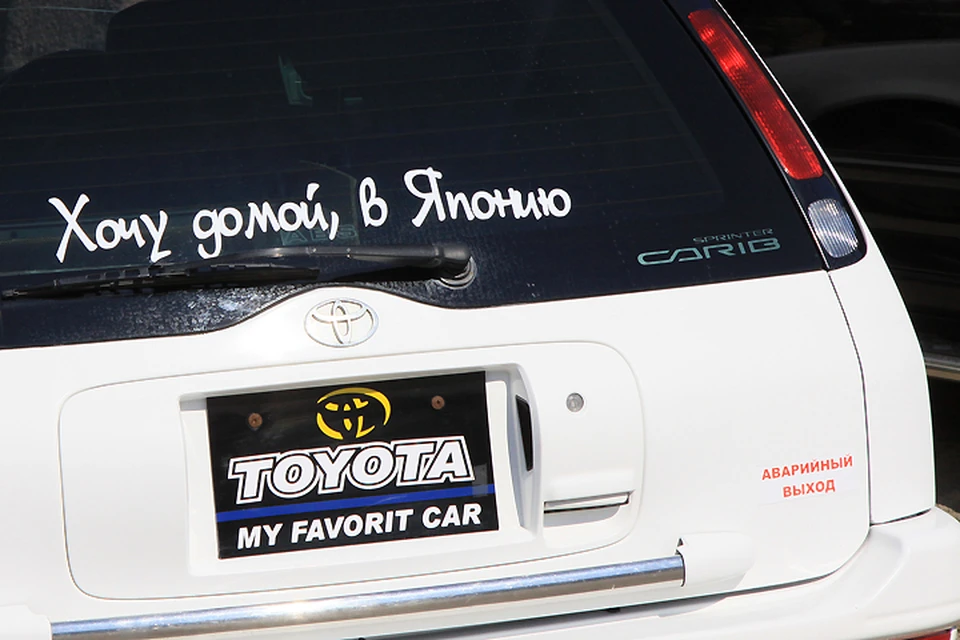 Хочу домой, в Японию
SPRINTER
CARIB
TOYOTA
MY FAVORIT CAR
АВАРИЙНЫЙ
ВЫХОД